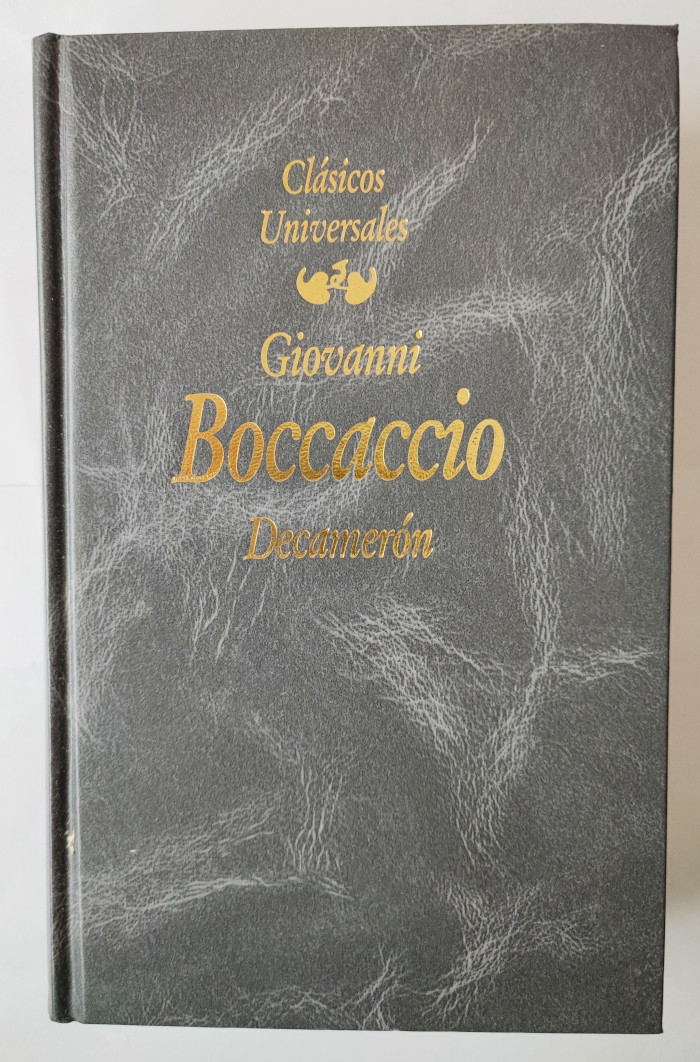 Clásicos
Universales
Giovanni
Boccaccio
Decamerón